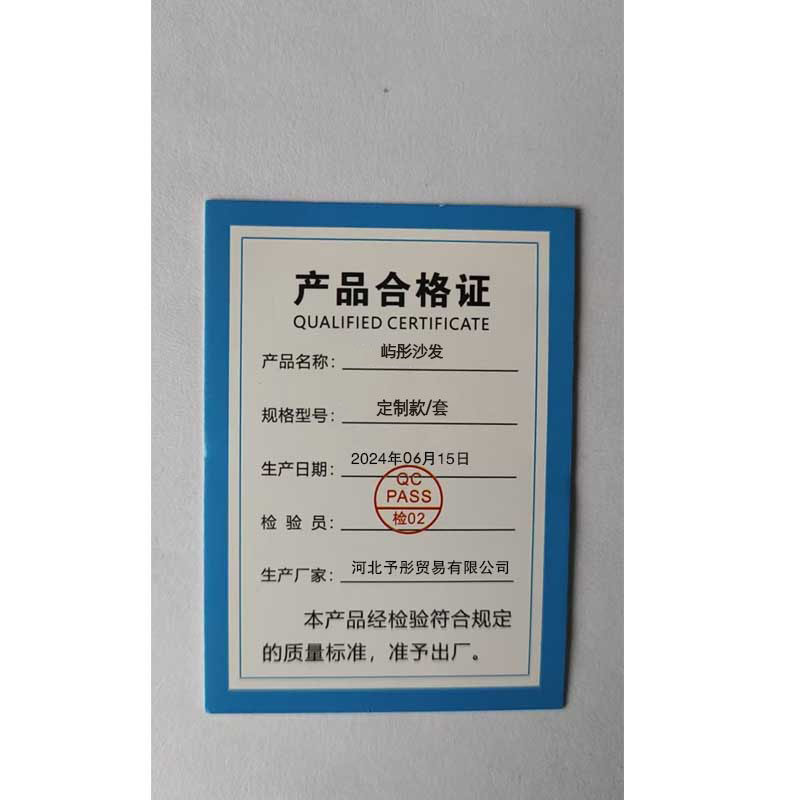 产品合格证
QUALIFIED CERTIFICATE
产品名称：屿彤沙发
规格型号：定制款/套
生产日期：2024年06月15日
QC
PASS
检验员：检02
生产厂家：河北予彤贸易有限公司
本产品经检验符合规定
的质量标准，准予出厂。